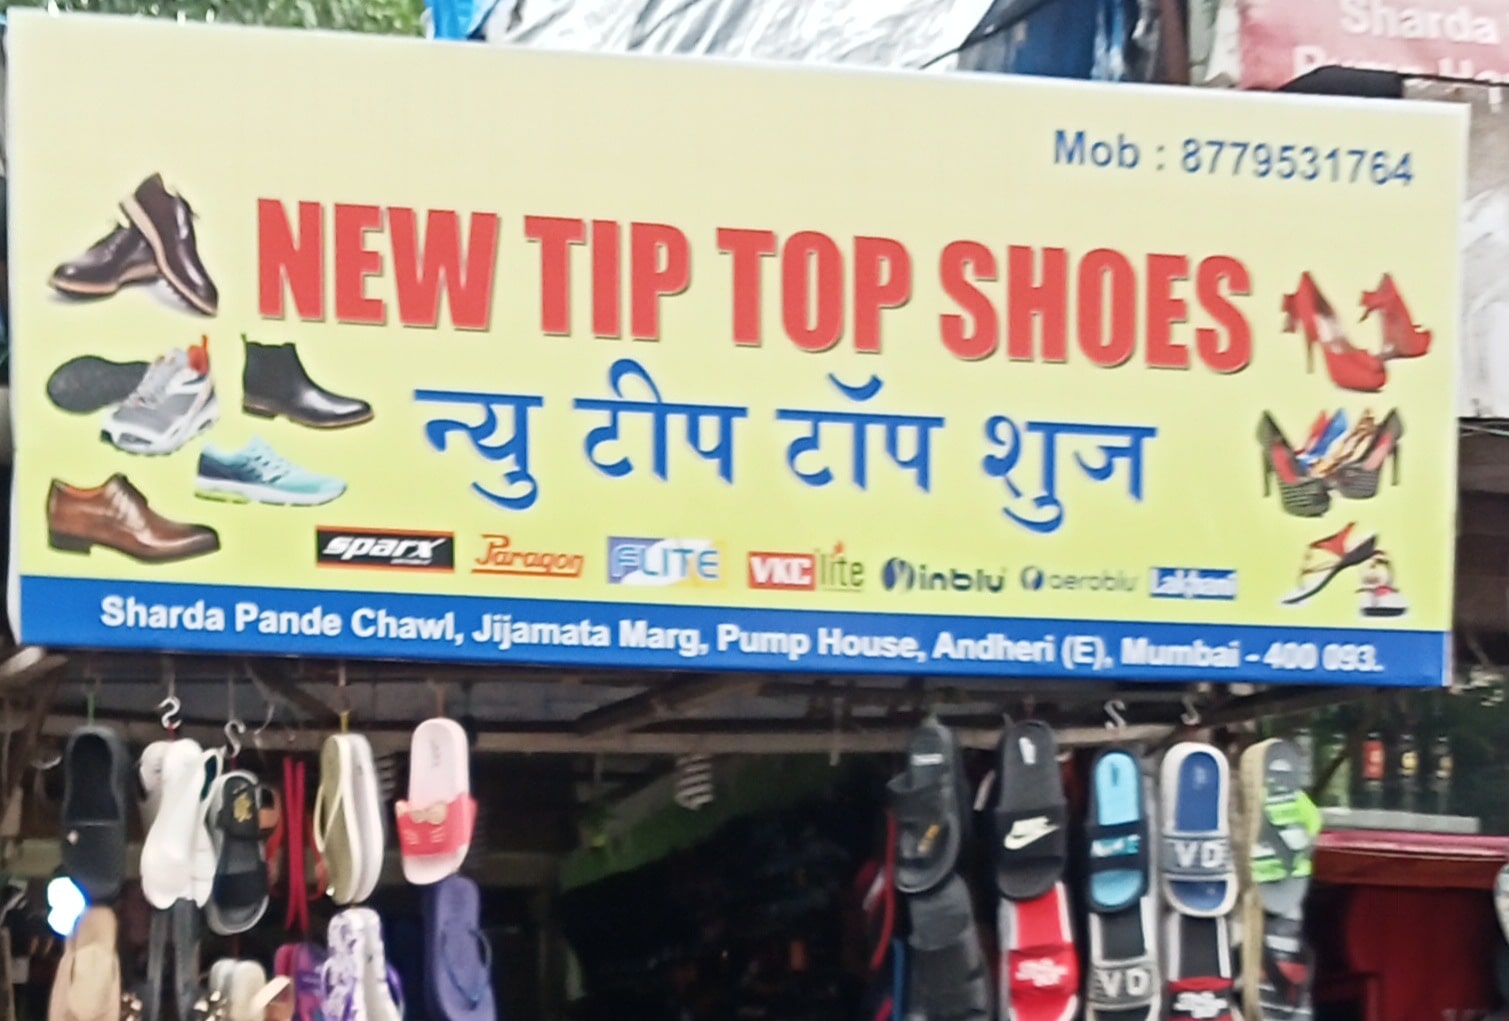 Sharda
Mob : 8779531764
NEW TIP TOP SHOES
न्यु टीप टॉप शुज
sparx Paragon FLITE VKC lite inblu aeroblu Lakhani
Sharda Pande Chawl, Jijamata Marg, Pump House, Andheri (E), Mumbai - 400 093.
VD
VD